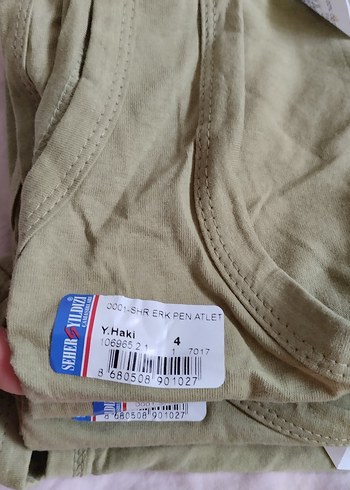 SEHER YILDIZI
ÇAMAŞIRLARI
0001-SHR ERK PEN ATLET
Y.Haki 4
106965 2 1 1 7017
8 680508 901027
8 680508 901027